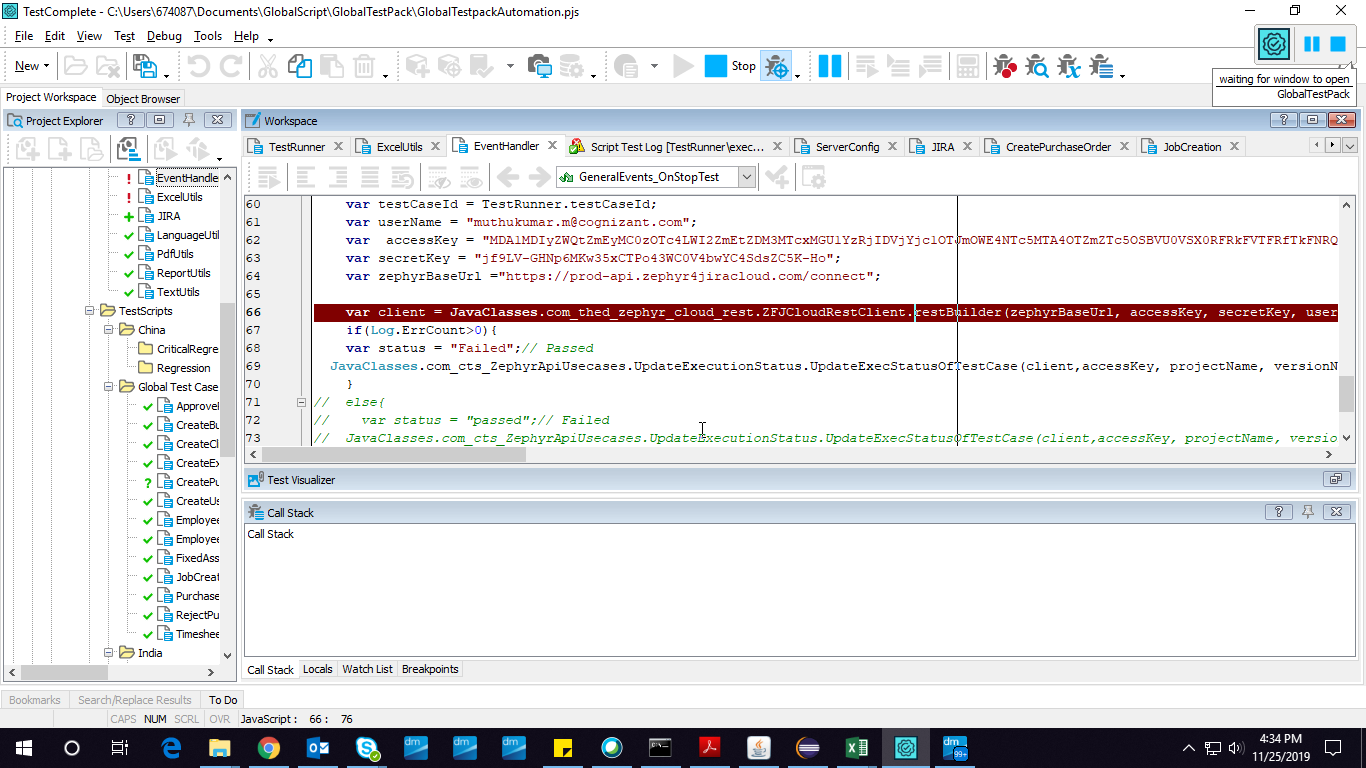 TestComplete - C:\Users\674087\Documents\GlobalScript\GlobalTestPack\GlobalTestpackAutomation.pjs
File Edit View Test Debug Tools Help
New Stop
waiting for window to open
GlobalTestPack
Project Workspace Object Browser
Project Explorer
Workspace
TestRunner ExcelUtils EventHandler Script Test Log [TestRunner\exec... ServerConfig JIRA CreatePurchaseOrder JobCreation
GeneralEvents_OnStopTest
EventHandle
ExcelUtils
JIRA
LanguageUtil
PdfUtils
ReportUtils
TextUtils
TestScripts
China
CriticalRegre
Regression
Global Test Case
Approvel
CreateBu
CreateCl
CreateEx
CreatePu
CreateUs
Employee
Employee
FixedAss
JobCreat
Purchase
RejectPu
Timeshee
India
60 var testCaseId = TestRunner.testCaseId;
61 var userName = "muthukumar.m@cognizant.com";
62 var accessKey =
63 var secretKey = "jf9LV-GHNp6MKw35xCTPo43WC0V4bwYC4SdsZC5K-Ho";
64 var zephyrBaseUrl ="https://prod-api.zephyr4jiracloud.com/connect";
65
66 var client = JavaClasses.com_thed_zephyr_cloud_rest.ZFJCloudRestClient.restBuilder(zephyrBaseUrl, accessKey, secretKey, user
67 if(Log.ErrCount>0){
68 var status = "Failed";// Passed
69 JavaClasses.com_cts_ZephyrApiUsecases.UpdateExecutionStatus.UpdateExecStatusOfTestCase(client,accessKey, projectName, versionN
70 }
71 // else{
72 // var status = "passed";// Failed
73 // JavaClasses.com_cts_ZephyrApiUsecases.UpdateExecutionStatus.UpdateExecStatusOfTestCase(client,accessKey, projectName, versio
Test Visualizer
Call Stack
Call Stack
Call Stack Locals Watch List Breakpoints
Bookmarks Search/Replace Results To Do
CAPS NUM SCRL OVR JavaScript : 66 : 76
99+
4:34 PM
11/25/2019